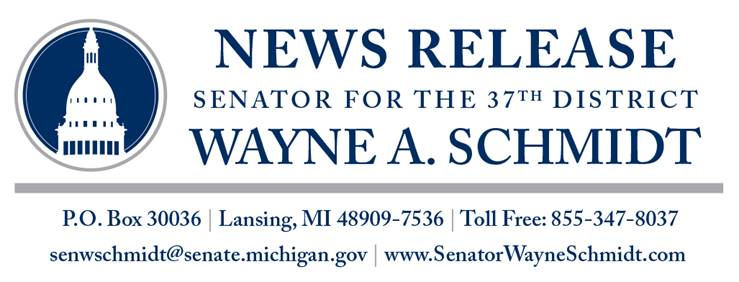 NEWS RELEASE
SENATOR FOR THE 37TH DISTRICT
WAYNE A. SCHMIDT
P.O. Box 30036 | Lansing, MI 48909-7536 | Toll Free: 855-347-8037
senwschmidt@senate.michigan.gov | www.SenatorWayneSchmidt.com